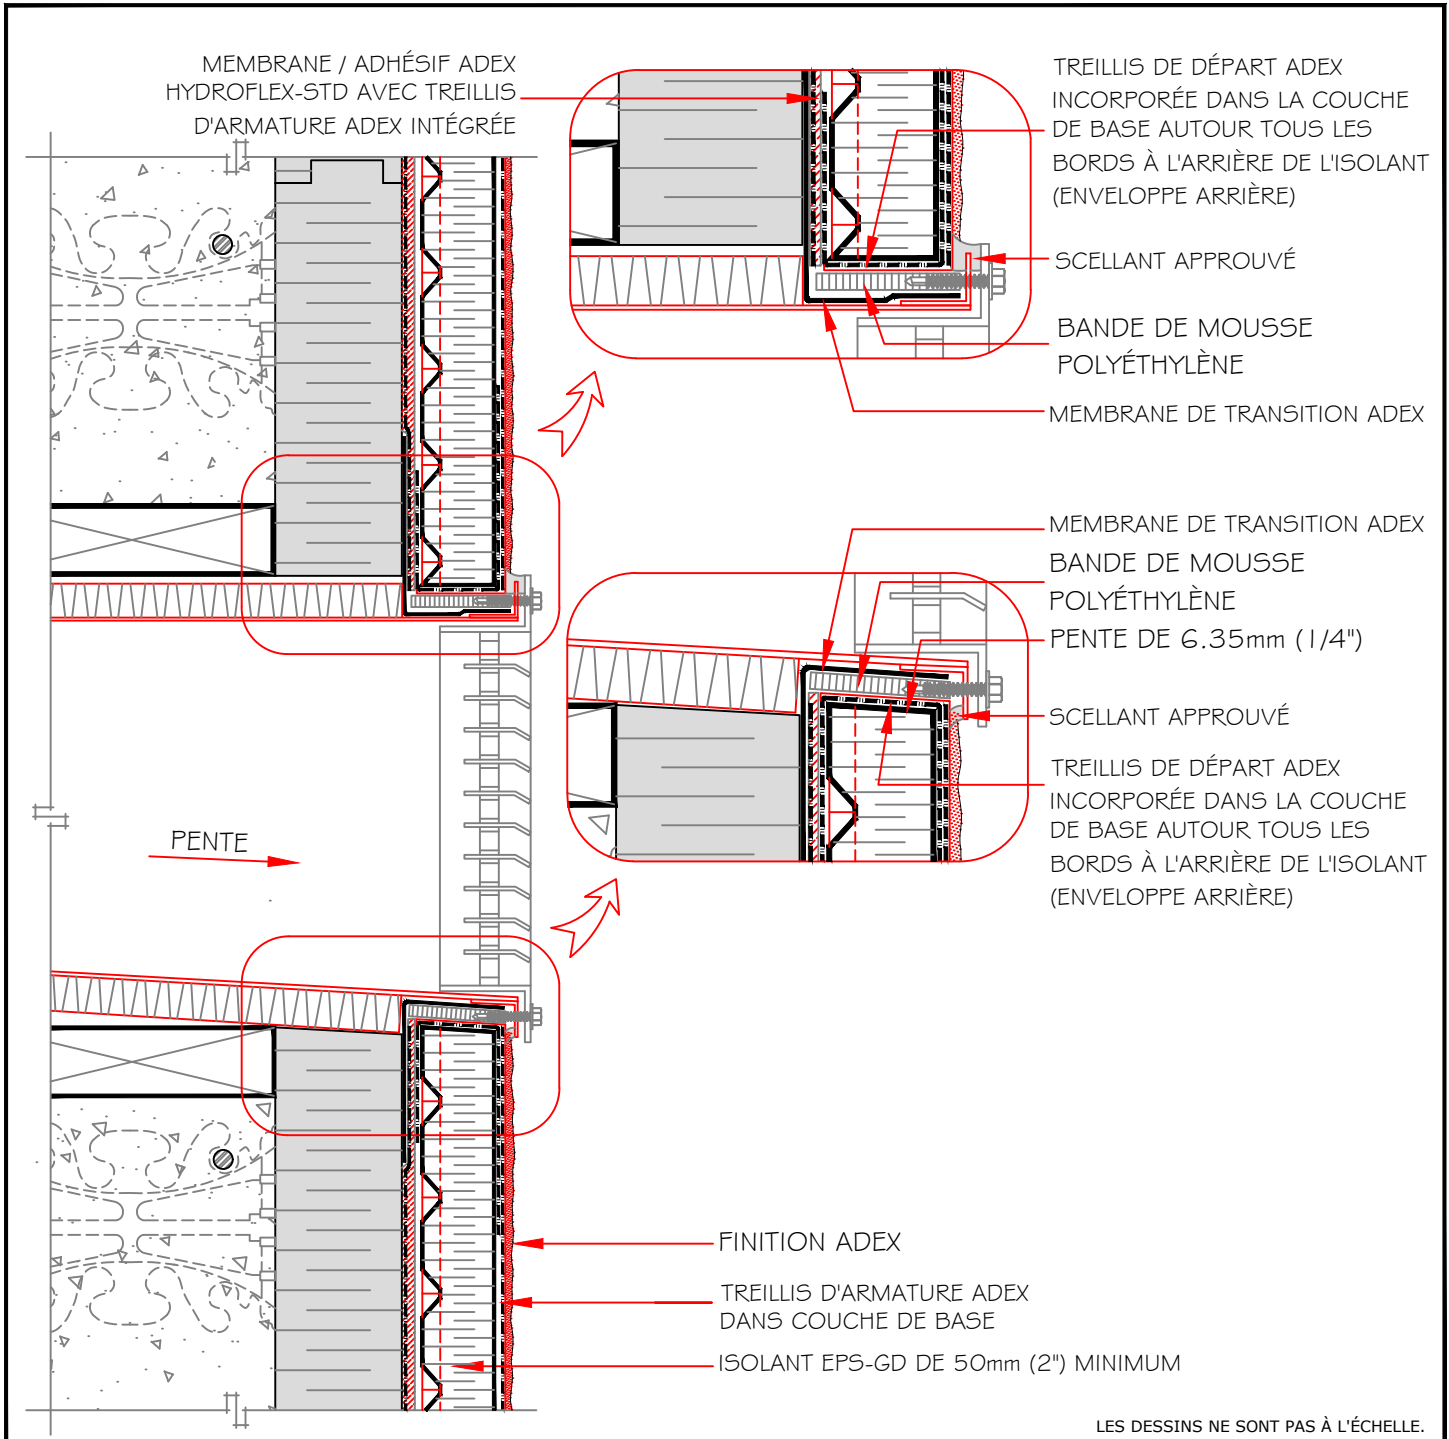 MEMBRANE / ADHÉSIF ADEX
HYDROFLEX-STD AVEC TREILLIS
D'ARMATURE ADEX INTÉGRÉE
TREILLIS DE DÉPART ADEX
INCORPORÉE DANS LA COUCHE
DE BASE AUTOUR TOUS LES
BORDS À L'ARRIÈRE DE L'ISOLANT
(ENVELOPPE ARRIÈRE)
SCELLANT APPROUVÉ
BANDE DE MOUSSE
POLYÉTHYLÈNE
MEMBRANE DE TRANSITION ADEX
MEMBRANE DE TRANSITION ADEX
BANDE DE MOUSSE
POLYÉTHYLÈNE
PENTE DE 6.35mm (1/4")
SCELLANT APPROUVÉ
TREILLIS DE DÉPART ADEX
INCORPORÉE DANS LA COUCHE
DE BASE AUTOUR TOUS LES
BORDS À L'ARRIÈRE DE L'ISOLANT
(ENVELOPPE ARRIÈRE)
PENTE
FINITION ADEX
TREILLIS D'ARMATURE ADEX
DANS COUCHE DE BASE
ISOLANT EPS-GD DE 50mm (2") MINIMUM
LES DESSINS NE SONT PAS À L'ÉCHELLE.